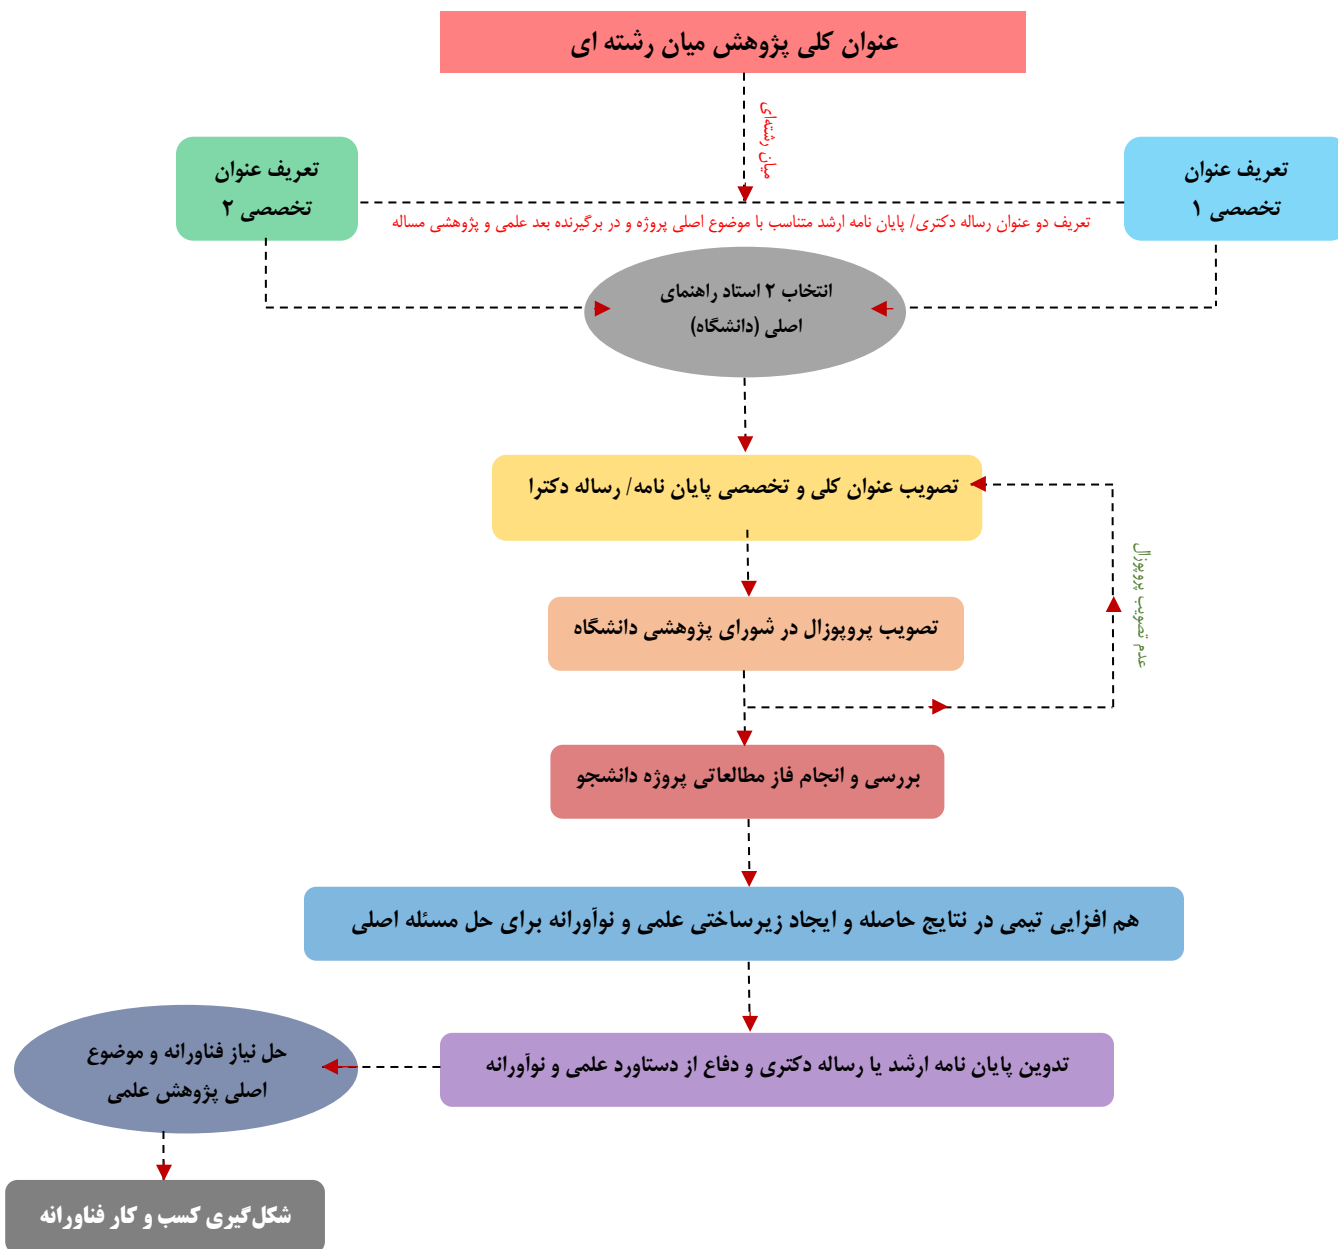 عنوان کلی پژوهش میان رشته ای
میان رشته‌ای
تعریف عنوان
تخصصی ۱
تعریف عنوان
تخصصی ۲
تعریف دو عنوان رساله دکتری/ پایان نامه ارشد متناسب با موضوع اصلی پروژه و در برگیرنده بعد علمی و پژوهشی مساله
انتخاب ۲ استاد راهنمای
اصلی (دانشگاه)
تصویب عنوان کلی و تخصصی پایان نامه/ رساله دکترا
عدم تصویب پروپوزال
تصویب پروپوزال در شورای پژوهشی دانشگاه
بررسی و انجام فاز مطالعاتی پروژه دانشجو
هم افزایی تیمی در نتایج حاصله و ایجاد زیرساختی علمی و نوآورانه برای حل مسئله اصلی
تدوین پایان نامه ارشد یا رساله دکتری و دفاع از دستاورد علمی و نوآورانه
حل نیاز فناورانه و موضوع
اصلی پژوهش علمی
شکل‌گیری کسب و کار فناورانه